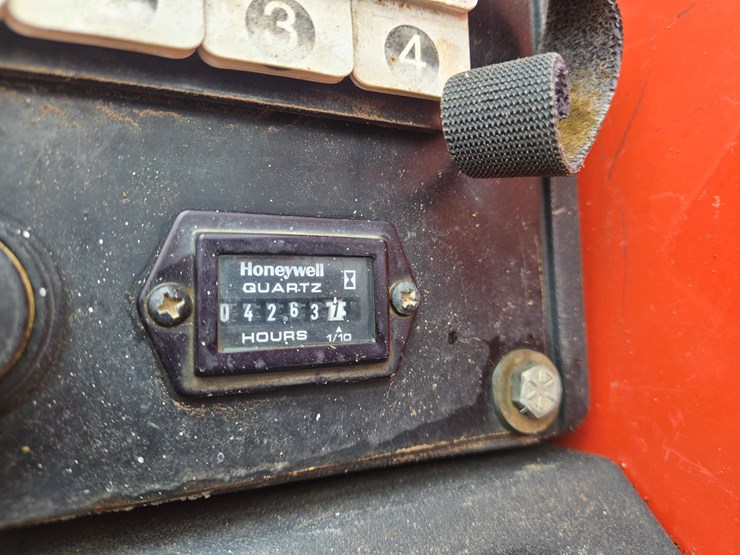 3
4
Honeywell
QUARTZ
042637
HOURS 1/10